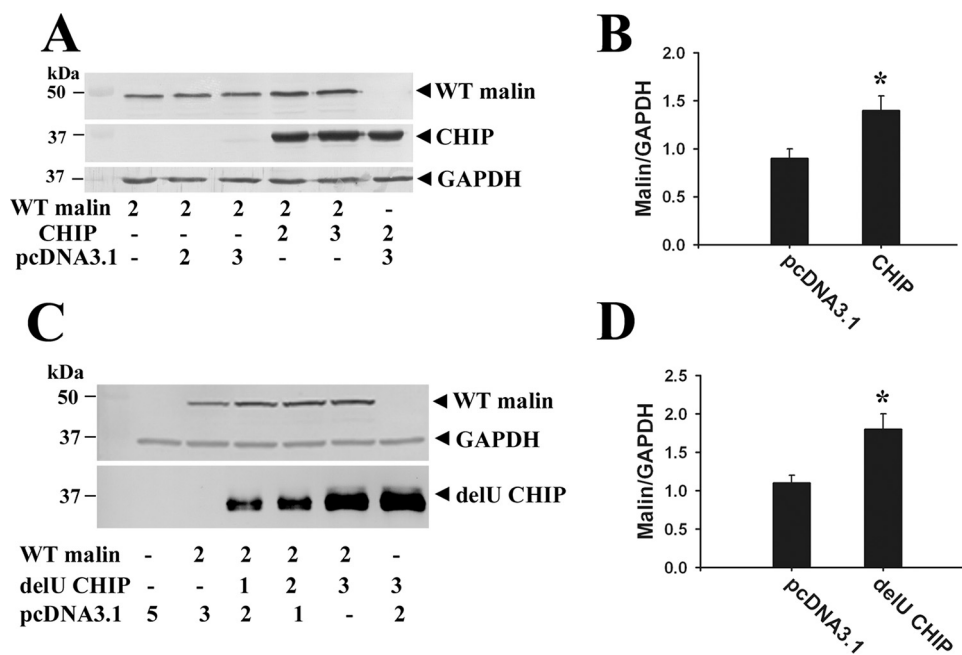 A
kDa
50
WT malin
37
CHIP
37
GAPDH
WT malin 2 2 2 2 2 -
CHIP - - - 2 3 2
pcDNA3.1 - 2 3 - - 3
B
Malin/GAPDH
2.0
1.5
1.0
0.5
0.0
*
pcDNA3.1
CHIP
C
kDa
50
WT malin
37
GAPDH
37
delU CHIP
WT malin - 2 2 2 2 -
delU CHIP - - 1 2 3 3
pcDNA3.1 5 3 2 1 - 2
D
Malin/GAPDH
2.5
2.0
1.5
1.0
0.5
0.0
*
pcDNA3.1
delU CHIP